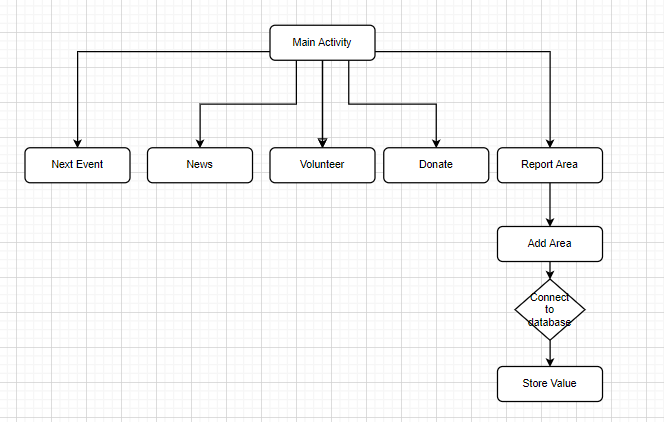 Main Activity
Next Event
News
Volunteer
Donate
Report Area
Add Area
Connect
to
database
Store Value